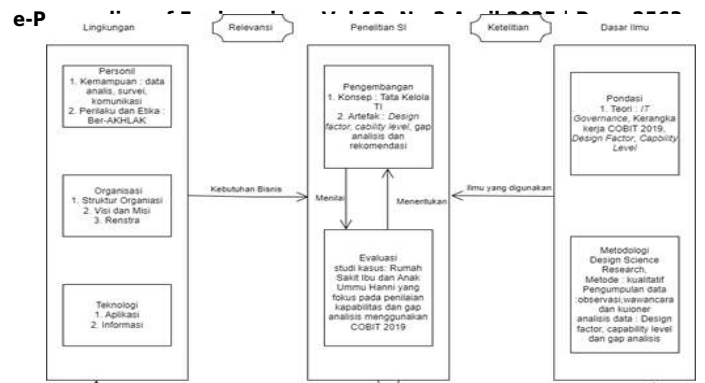 Lingkungan
Relevansi
Penelitian SI
Ketelitian
Dasar Ilmu
Personil
1. Kemampuan : data
analis, survei,
komunikasi
2. Perilaku dan Etika :
Ber-AKHLAK
Organisasi
1. Struktur Organiasi
2. Visi dan Misi
3. Renstra
Teknologi
1. Aplikasi
2. Informasi
Kebutuhan Bisnis
Pengembangan
1. Konsep : Tata Kelola
TI
2. Artefak : Design
factor, cability level, gap
analisis dan
rekomendasi
Menilai
Menentukan
Evaluasi
studi kasus: Rumah
Sakit Ibu dan Anak
Ummu Hanni yang
fokus pada penilaian
kapabilitas dan gap
analisis menggunakan
COBIT 2019
Ilmu yang digunakan
Pondasi
1. Teori : IT
Governance, Kerangka
kerja COBIT 2019,
Design Factor, Capability
Level
Metodologi
Design Science
Research,
Metode : kualitatif
Pengumpulan data
:observasi,wawancara
dan kuioner
analisis data : Design
factor, capability level
dan gap analisis